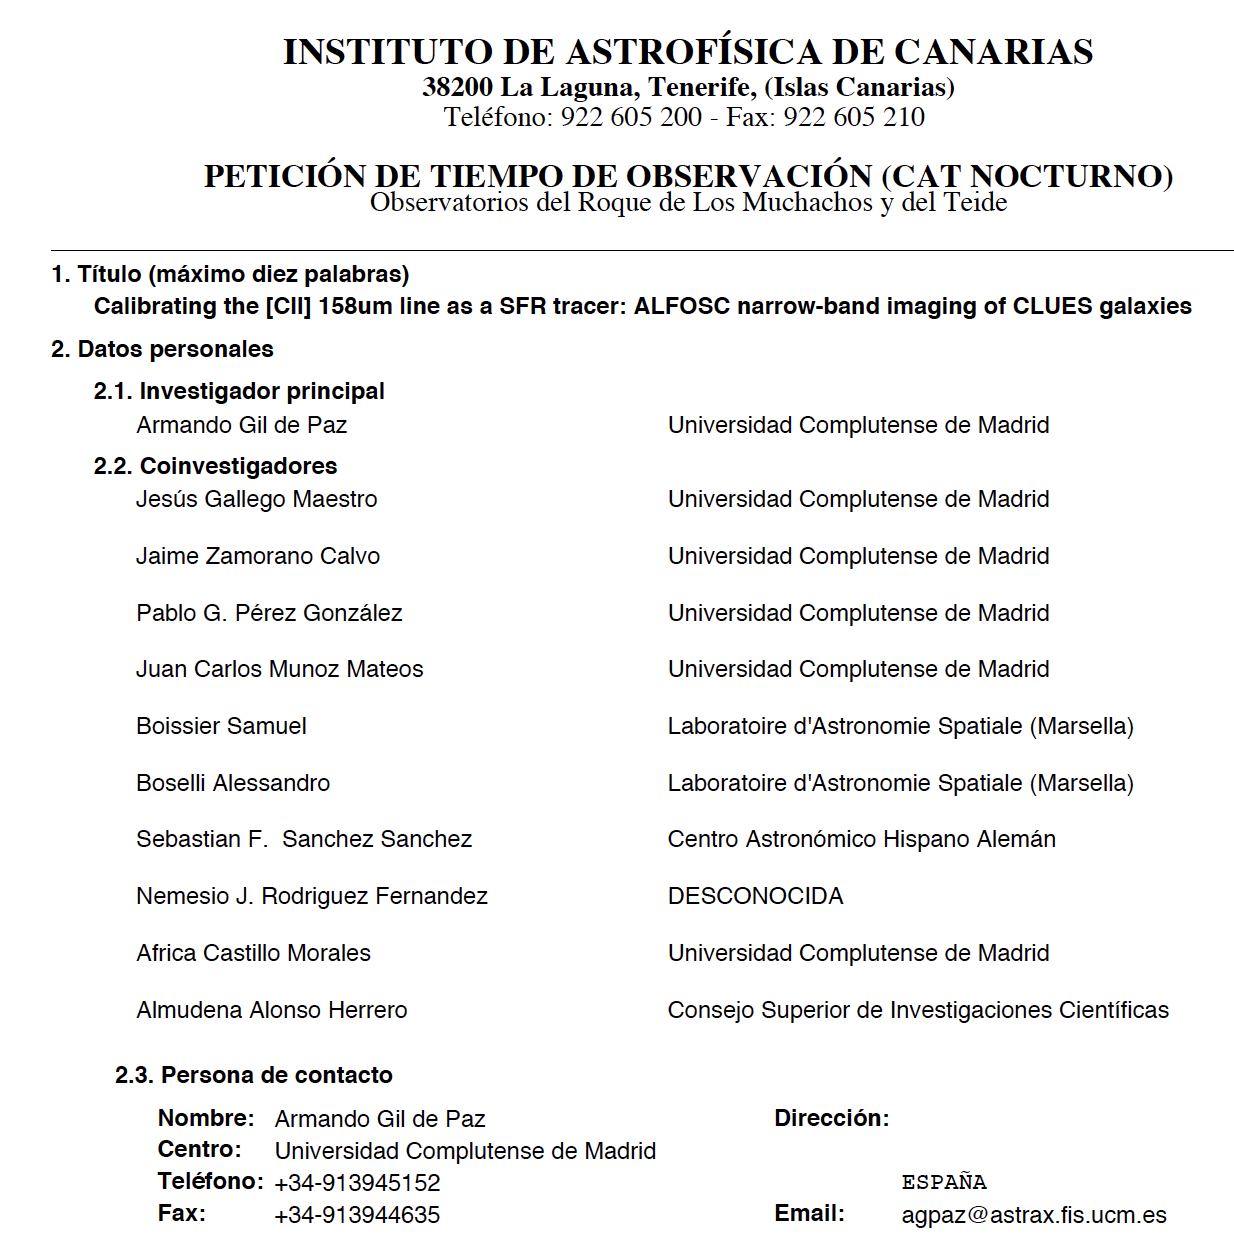 INSTITUTO DE ASTROFÍSICA DE CANARIAS
38200 La Laguna, Tenerife, (Islas Canarias)
Teléfono: 922 605 200 - Fax: 922 605 210
PETICIÓN DE TIEMPO DE OBSERVACIÓN (CAT NOCTURNO)
Observatorios del Roque de Los Muchachos y del Teide
1. Título (máximo diez palabras)
Calibrating the [CII] 158um line as a SFR tracer: ALFOSC narrow-band imaging of CLUES galaxies
2. Datos personales
2.1. Investigador principal
Armando Gil de Paz Universidad Complutense de Madrid
2.2. Coinvestigadores
Jesús Gallego Maestro Universidad Complutense de Madrid
Jaime Zamorano Calvo Universidad Complutense de Madrid
Pablo G. Pérez González Universidad Complutense de Madrid
Juan Carlos Munoz Mateos Universidad Complutense de Madrid
Boissier Samuel Laboratoire d'Astronomie Spatiale (Marsella)
Boselli Alessandro Laboratoire d'Astronomie Spatiale (Marsella)
Sebastian F.  Sanchez Sanchez Centro Astronómico Hispano Alemán
Nemesio J. Rodriguez Fernandez DESCONOCIDA
Africa Castillo Morales Universidad Complutense de Madrid
Almudena Alonso Herrero Consejo Superior de Investigaciones Científicas
2.3. Persona de contacto
Nombre: Armando Gil de Paz Dirección:
Centro: Universidad Complutense de Madrid
Teléfono: +34-913945152 ESPAÑA
Fax: +34-913944635 Email: agpaz@astrax.fis.ucm.es